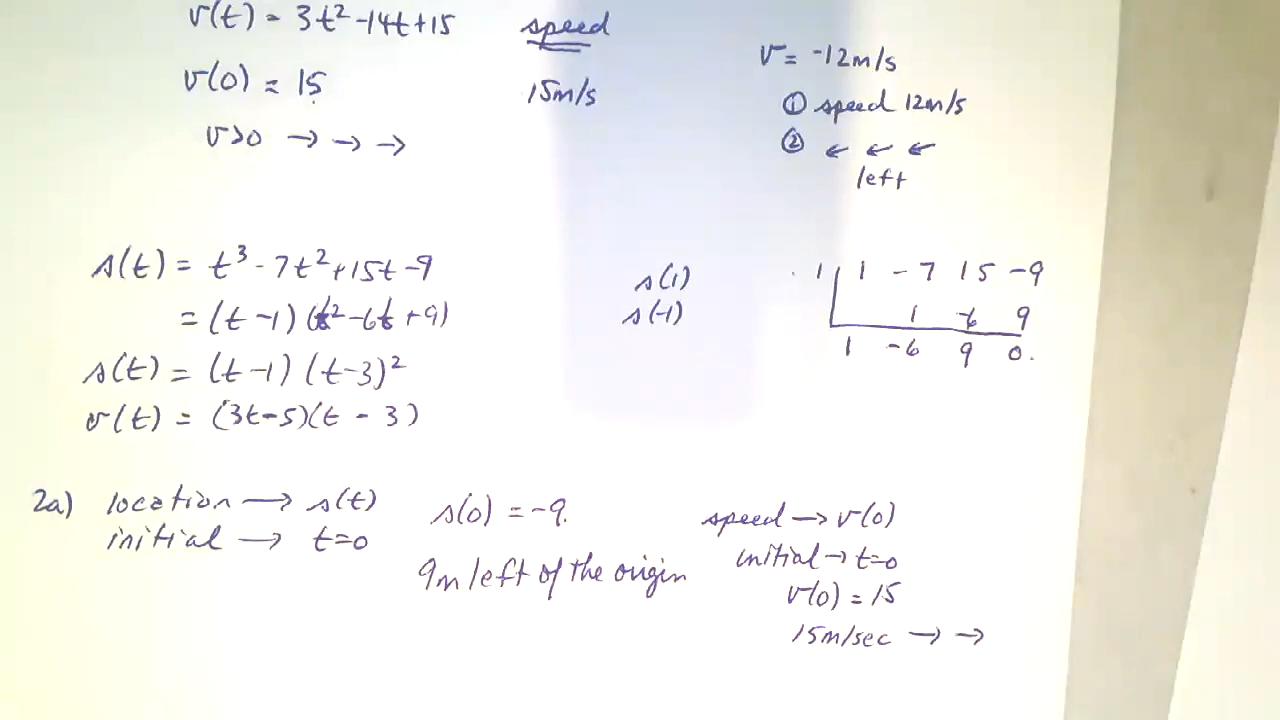 v(t) = 3t² -14t+15
speed
v(0) = 15
15m/s
v>0 → → →
v = -12m/s
① speed 12m/s
② ← ← ←
left
s(t) = t³ - 7t² + 15t - 9
= (t - 1) (t² - 6t + 9)
s(t) = (t-1) (t-3)²
v(t) = (3t-5)(t - 3)
s(1)
s(-1)
1 | 1 -7 15 -9
1 -6 9
1 -6 9 0.
2a) location → s(t)
initial → t=0
s(0) = -9.
9m left of the origin
speed → v(0)
initial → t=0
v(0) = 15
15m/sec → →